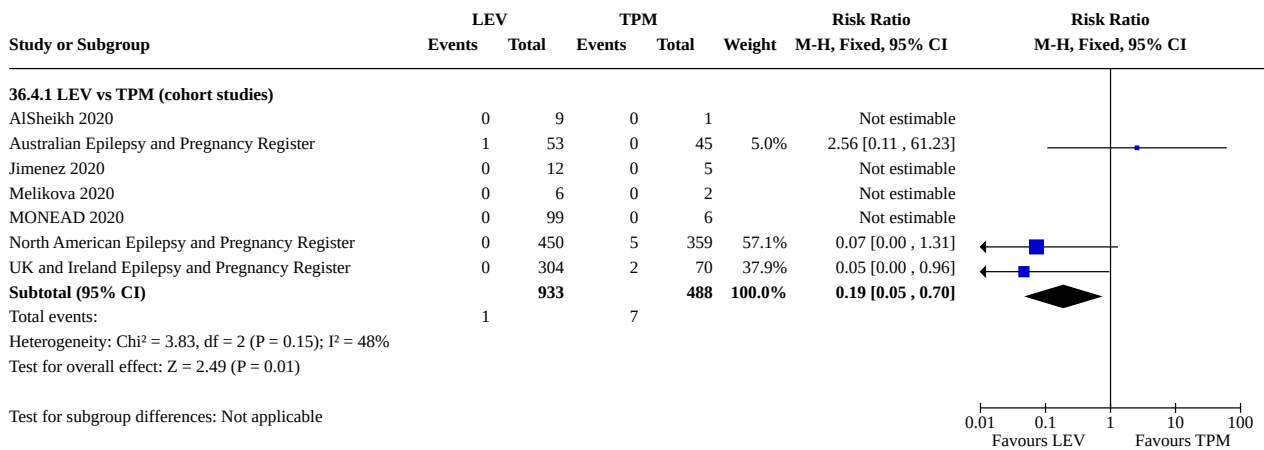 LEV TPM Risk Ratio Risk Ratio
Study or Subgroup Events Total Events Total Weight M-H, Fixed, 95% CI M-H, Fixed, 95% CI
36.4.1 LEV vs TPM (cohort studies)
AlSheikh 2020 0 9 0 1 Not estimable
Australian Epilepsy and Pregnancy Register 1 53 0 45 5.0% 2.56 [0.11 , 61.23]
Jimenez 2020 0 12 0 5 Not estimable
Melikova 2020 0 6 0 2 Not estimable
MONEAD 2020 0 99 0 6 Not estimable
North American Epilepsy and Pregnancy Register 0 450 5 359 57.1% 0.07 [0.00 , 1.31]
UK and Ireland Epilepsy and Pregnancy Register 0 304 2 70 37.9% 0.05 [0.00 , 0.96]
Subtotal (95% CI) 933 488 100.0% 0.19 [0.05 , 0.70]
Total events: 1 7
Heterogeneity: Chi² = 3.83, df = 2 (P = 0.15); I² = 48%
Test for overall effect: Z = 2.49 (P = 0.01)
Test for subgroup differences: Not applicable
0.01 0.1 1 10 100
Favours LEV Favours TPM